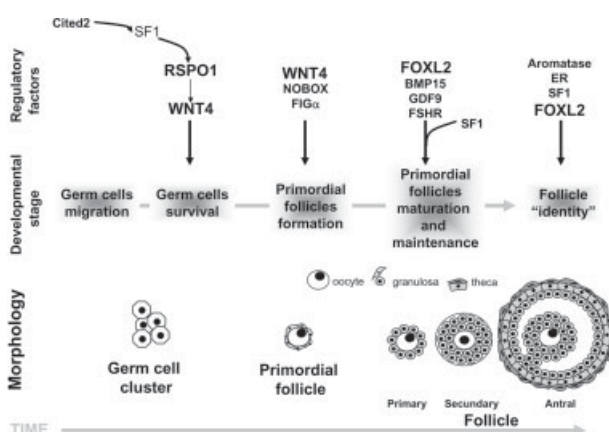 Regulatory
factors
Cited2
SF1
RSPO1
WNT4
WNT4
NOBOX
FIGα
FOXL2
BMP15
GDF9
FSHR
SF1
Aromatase
ER
SF1
FOXL2
Developmental
stage
Germ cells
migration
Germ cells
survival
Primordial
follicles
formation
Primordial
follicles
maturation
and
maintenance
Follicle
"identity"
Morphology
oocyte
granulosa
theca
Germ cell
cluster
Primordial
follicle
Primary
Secundary
Antral
Follicle
TIME